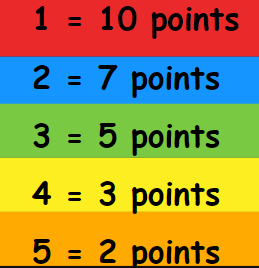 1 = 10 points
2 = 7 points
3 = 5 points
4 = 3 points
5 = 2 points